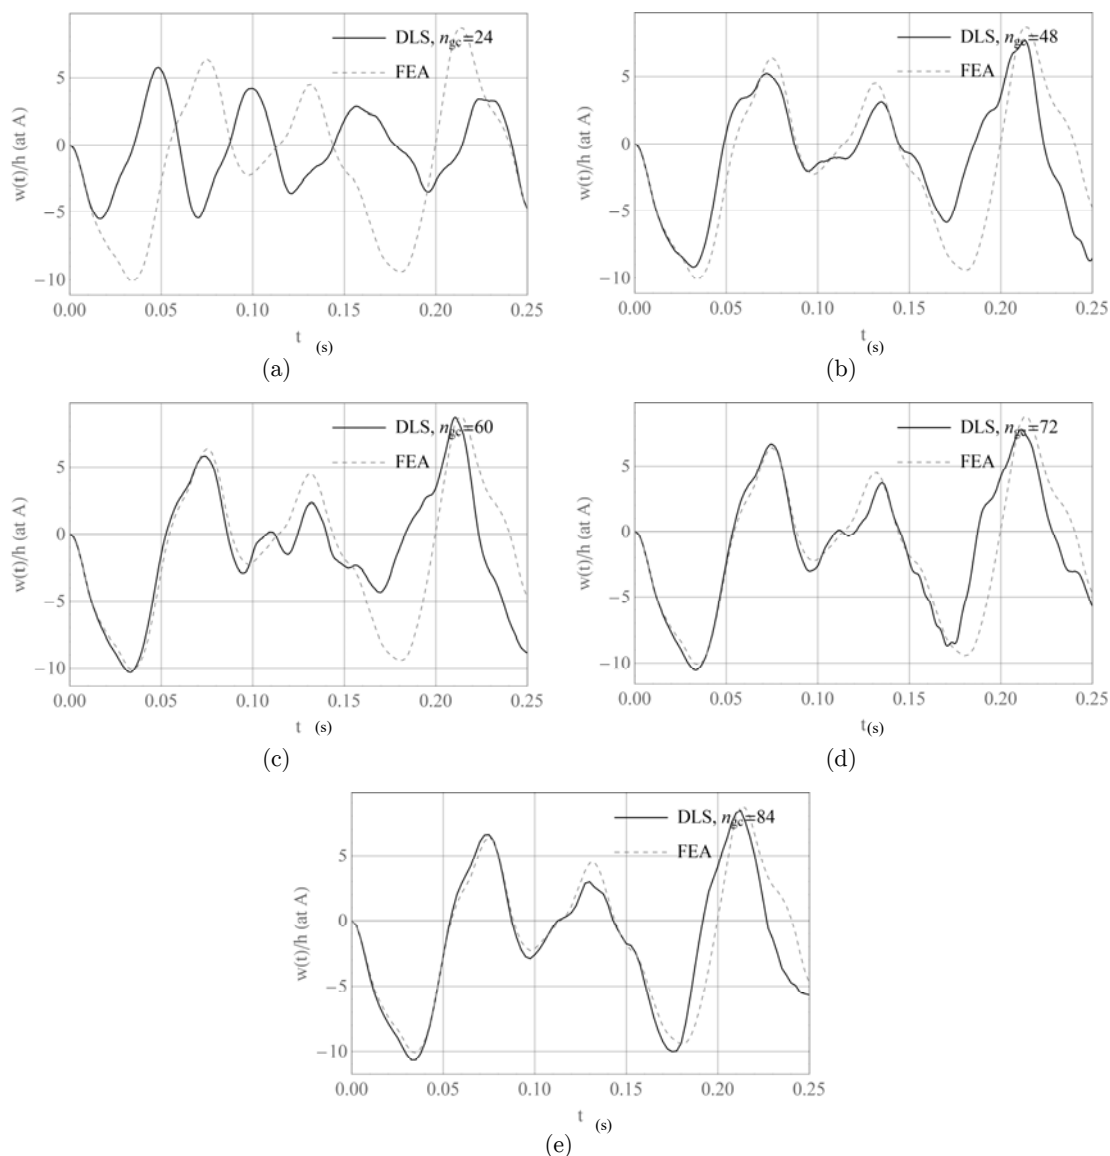 DLS, n_gc=24
FEA
w(t)/h (at A)
5
0
−5
−10
0.00 0.05 0.10 0.15 0.20 0.25
t (s)
(a)
DLS, n_gc=48
FEA
w(t)/h (at A)
5
0
−5
−10
0.00 0.05 0.10 0.15 0.20 0.25
t (s)
(b)
DLS, n_gc=60
FEA
w(t)/h (at A)
5
0
−5
−10
0.00 0.05 0.10 0.15 0.20 0.25
t (s)
(c)
DLS, n_gc=72
FEA
w(t)/h (at A)
5
0
−5
−10
0.00 0.05 0.10 0.15 0.20 0.25
t (s)
(d)
DLS, n_gc=84
FEA
w(t)/h (at A)
5
0
−5
−10
0.00 0.05 0.10 0.15 0.20 0.25
t (s)
(e)